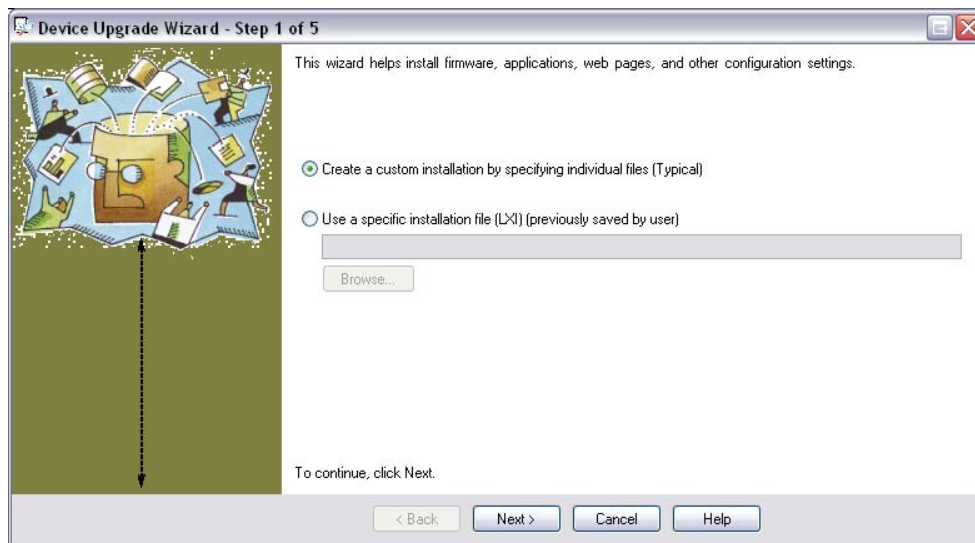 Device Upgrade Wizard - Step 1 of 5
This wizard helps install firmware, applications, web pages, and other configuration settings.
Create a custom installation by specifying individual files (Typical)
Use a specific installation file (LXI) (previously saved by user)
Browse...
To continue, click Next.
< Back
Next >
Cancel
Help